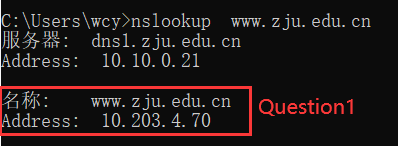 C:\Users\wcy>nslookup  www.zju.edu.cn
服务器:  dns1.zju.edu.cn
Address:  10.10.0.21
名称:    www.zju.edu.cn
Address:  10.203.4.70
Question1